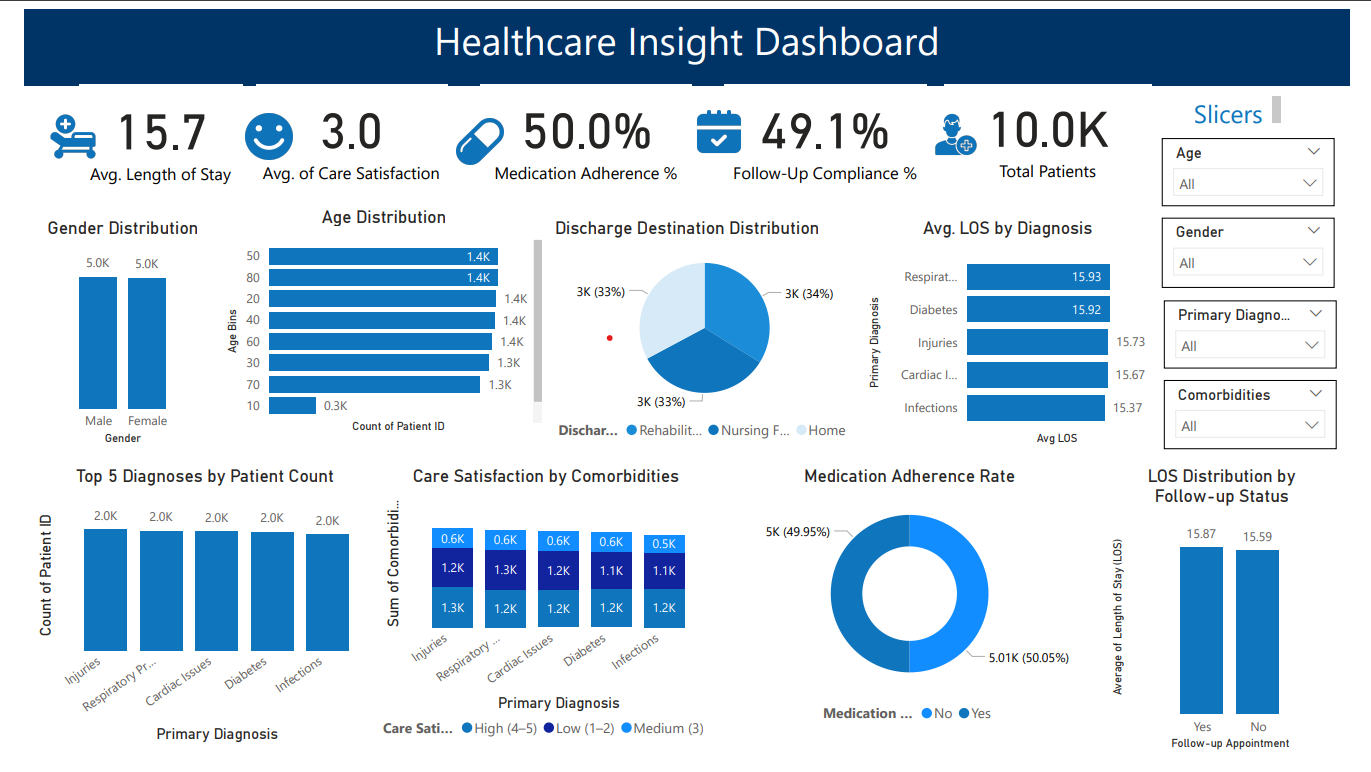 Healthcare Insight Dashboard
15.7
Avg. Length of Stay
3.0
Avg. of Care Satisfaction
50.0%
Medication Adherence %
49.1%
Follow-Up Compliance %
10.0K
Total Patients
Slicers
Age
All
Gender
All
Primary Diagno...
All
Comorbidities
All
Gender Distribution
5.0K 5.0K
Male Female
Gender
Age Distribution
Age Bins
50 1.4K
80 1.4K
20 1.4K
40 1.4K
60 1.4K
30 1.3K
70 1.3K
10 0.3K
Count of Patient ID
Discharge Destination Distribution
3K (33%)
3K (34%)
3K (33%)
Dischar... Rehabilit... Nursing F... Home
Avg. LOS by Diagnosis
Primary Diagnosis
Respirat... 15.93
Diabetes 15.92
Injuries 15.73
Cardiac I... 15.67
Infections 15.37
Avg LOS
Top 5 Diagnoses by Patient Count
Count of Patient ID
2.0K 2.0K 2.0K 2.0K 2.0K
Injuries
Respiratory Pr...
Cardiac Issues
Diabetes
Infections
Primary Diagnosis
Care Satisfaction by Comorbidities
Sum of Comorbidi...
0.6K 0.6K 0.6K 0.6K 0.5K
1.2K 1.3K 1.2K 1.1K 1.1K
1.3K 1.2K 1.2K 1.2K 1.2K
Injuries
Respiratory ...
Cardiac Issues
Diabetes
Infections
Primary Diagnosis
Care Sati... High (4–5) Low (1–2) Medium (3)
Medication Adherence Rate
5K (49.95%)
5.01K (50.05%)
Medication ... No Yes
LOS Distribution by
Follow-up Status
Average of Length of Stay (LOS)
15.87 15.59
Yes No
Follow-up Appointment